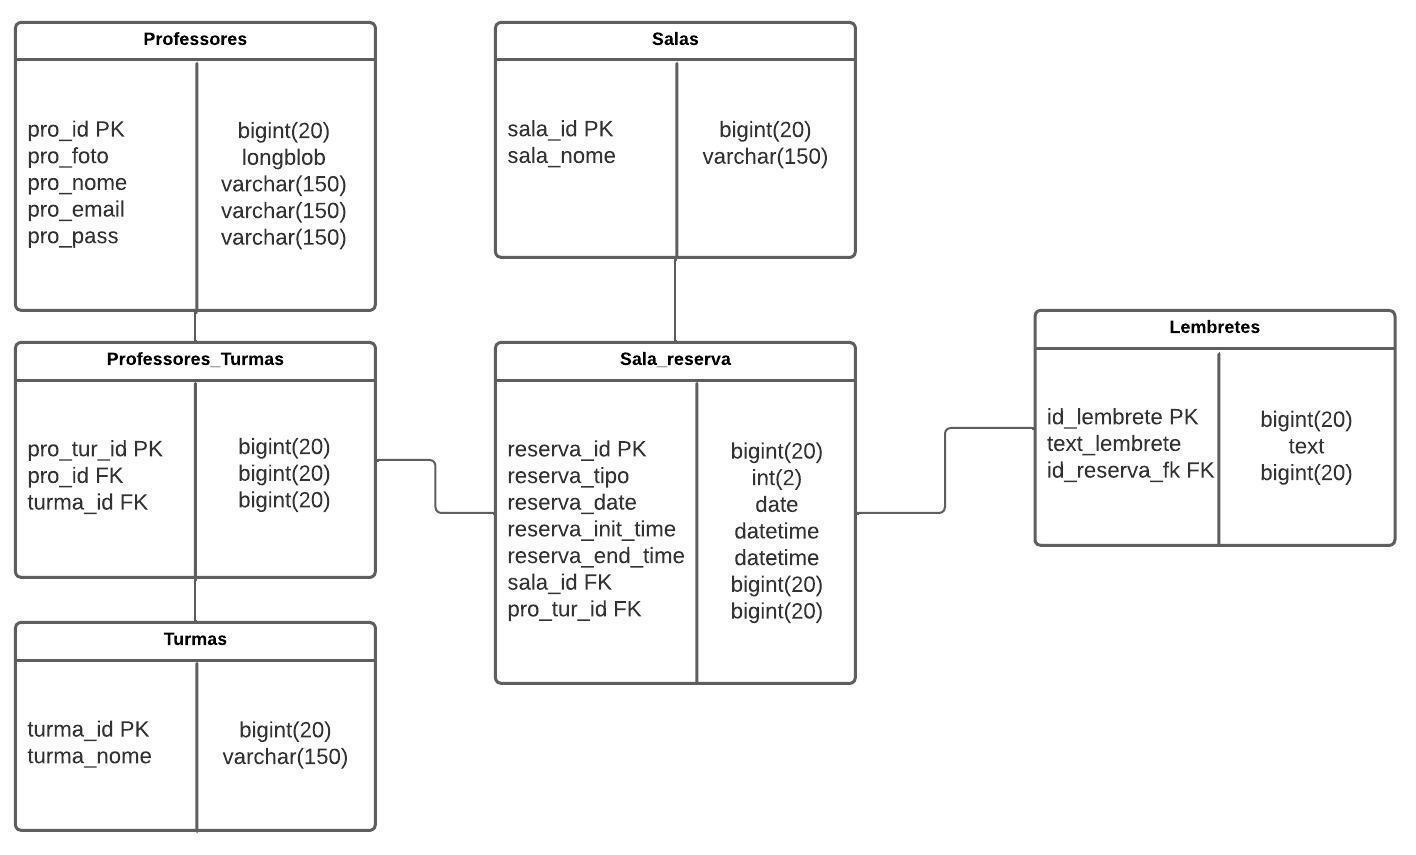 Professores
pro_id PK bigint(20)
pro_foto longblob
pro_nome varchar(150)
pro_email varchar(150)
pro_pass varchar(150)
Salas
sala_id PK bigint(20)
sala_nome varchar(150)
Professores_Turmas
pro_tur_id PK bigint(20)
pro_id FK bigint(20)
turma_id FK bigint(20)
Sala_reserva
reserva_id PK bigint(20)
reserva_tipo int(2)
reserva_date date
reserva_init_time datetime
reserva_end_time datetime
sala_id FK bigint(20)
pro_tur_id FK bigint(20)
Lembretes
id_lembrete PK bigint(20)
text_lembrete text
id_reserva_fk FK bigint(20)
Turmas
turma_id PK bigint(20)
turma_nome varchar(150)